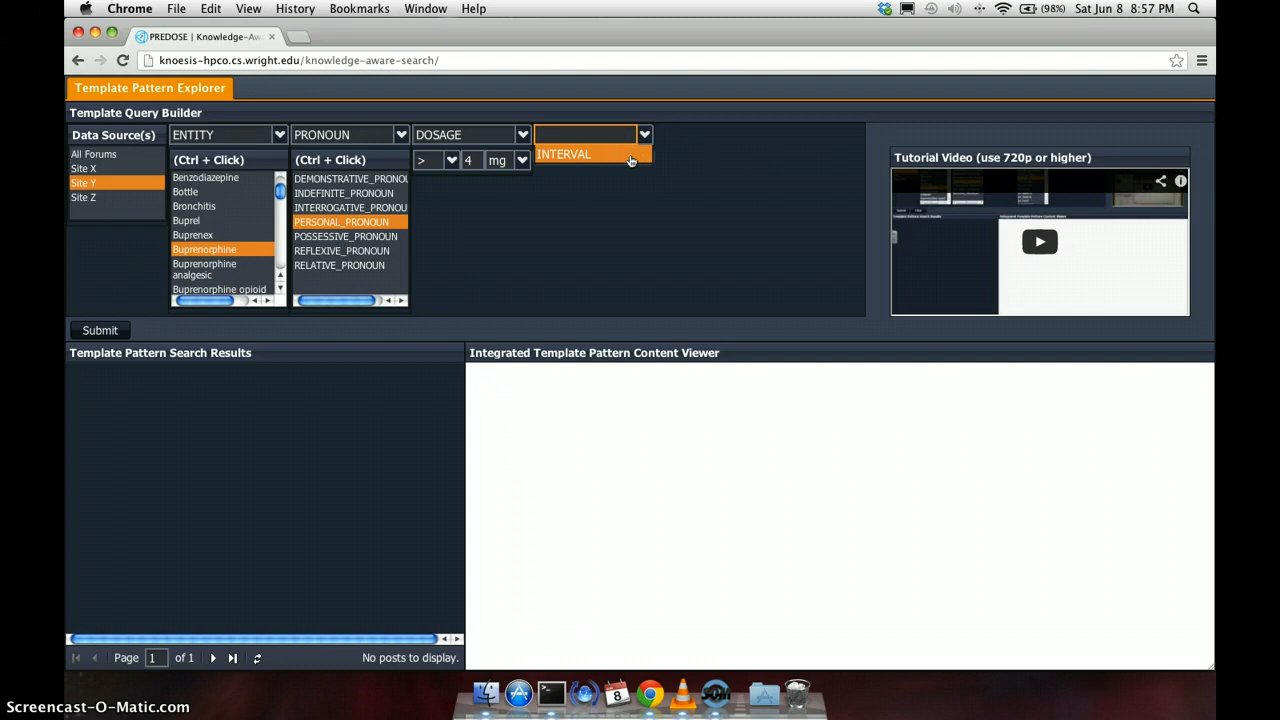 Chrome File Edit View History Bookmarks Window Help (98%) Sat Jun 8 8:57 PM
PREDOSE | Knowledge-Aw
knoesis-hpco.cs.wright.edu/knowledge-aware-search/
Template Pattern Explorer
Template Query Builder
Data Source(s) ENTITY PRONOUN DOSAGE
All Forums
Site X
Site Y
Site Z
(Ctrl + Click)
Benzodiazepine
Bottle
Bronchitis
Buprel
Buprenex
Buprenorphine
Buprenorphine
analgesic
Buprenorphine opioid
(Ctrl + Click)
DEMONSTRATIVE_PRONOU
INDEFINITE_PRONOUN
INTERROGATIVE_PRONOU
PERSONAL_PRONOUN
POSSESSIVE_PRONOUN
REFLEXIVE_PRONOUN
RELATIVE_PRONOUN
> 4 mg
INTERVAL
Tutorial Video (use 720p or higher)
Submit
Template Pattern Search Results
Integrated Template Pattern Content Viewer
Page 1 of 1 No posts to display.
8
Screencast-O-Matic.com